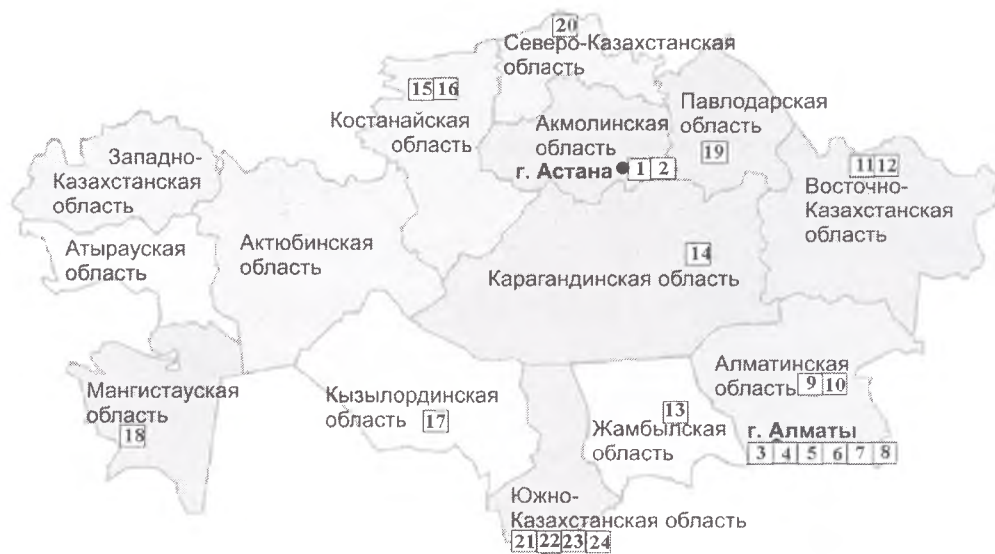 20
Северо-Казахстанская
область
15 16
Костанайская
область
Акмолинская
область
г. Астана 1 2
Павлодарская
область
19
11 12
Восточно-
Казахстанская
область
Западно-
Казахстанская
область
Атырауская
область
Актюбинская
область
14
Карагандинская область
Мангистауская
область
18
Кызылординская
область 17
13
Жамбылская
область
Алматинская
область 9 10
г. Алматы
3 4 5 6 7 8
Южно-
Казахстанская область
21 22 23 24